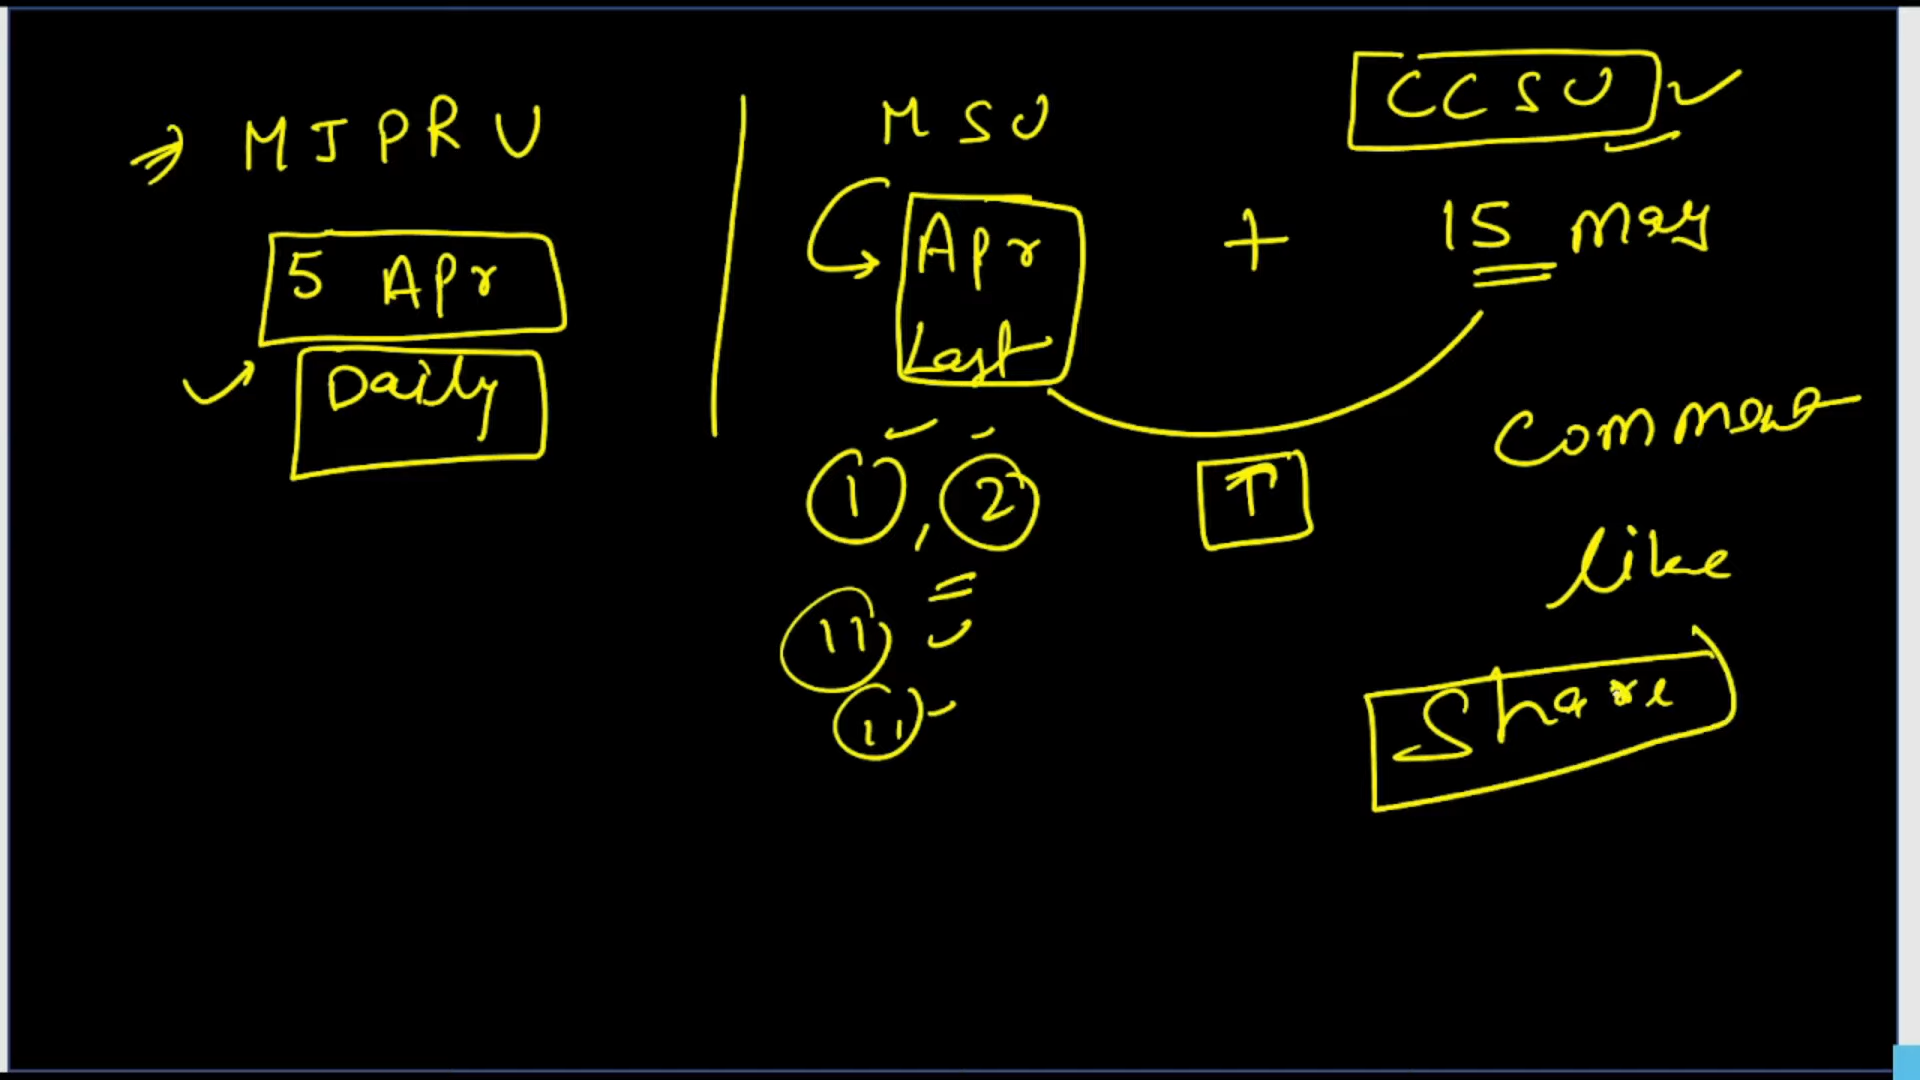 MJPRU
5 Apr
Daily
MSU
Apr
Last
1, 2
11
11
CCSU
+ 15 may
↑
Comment
like
Share